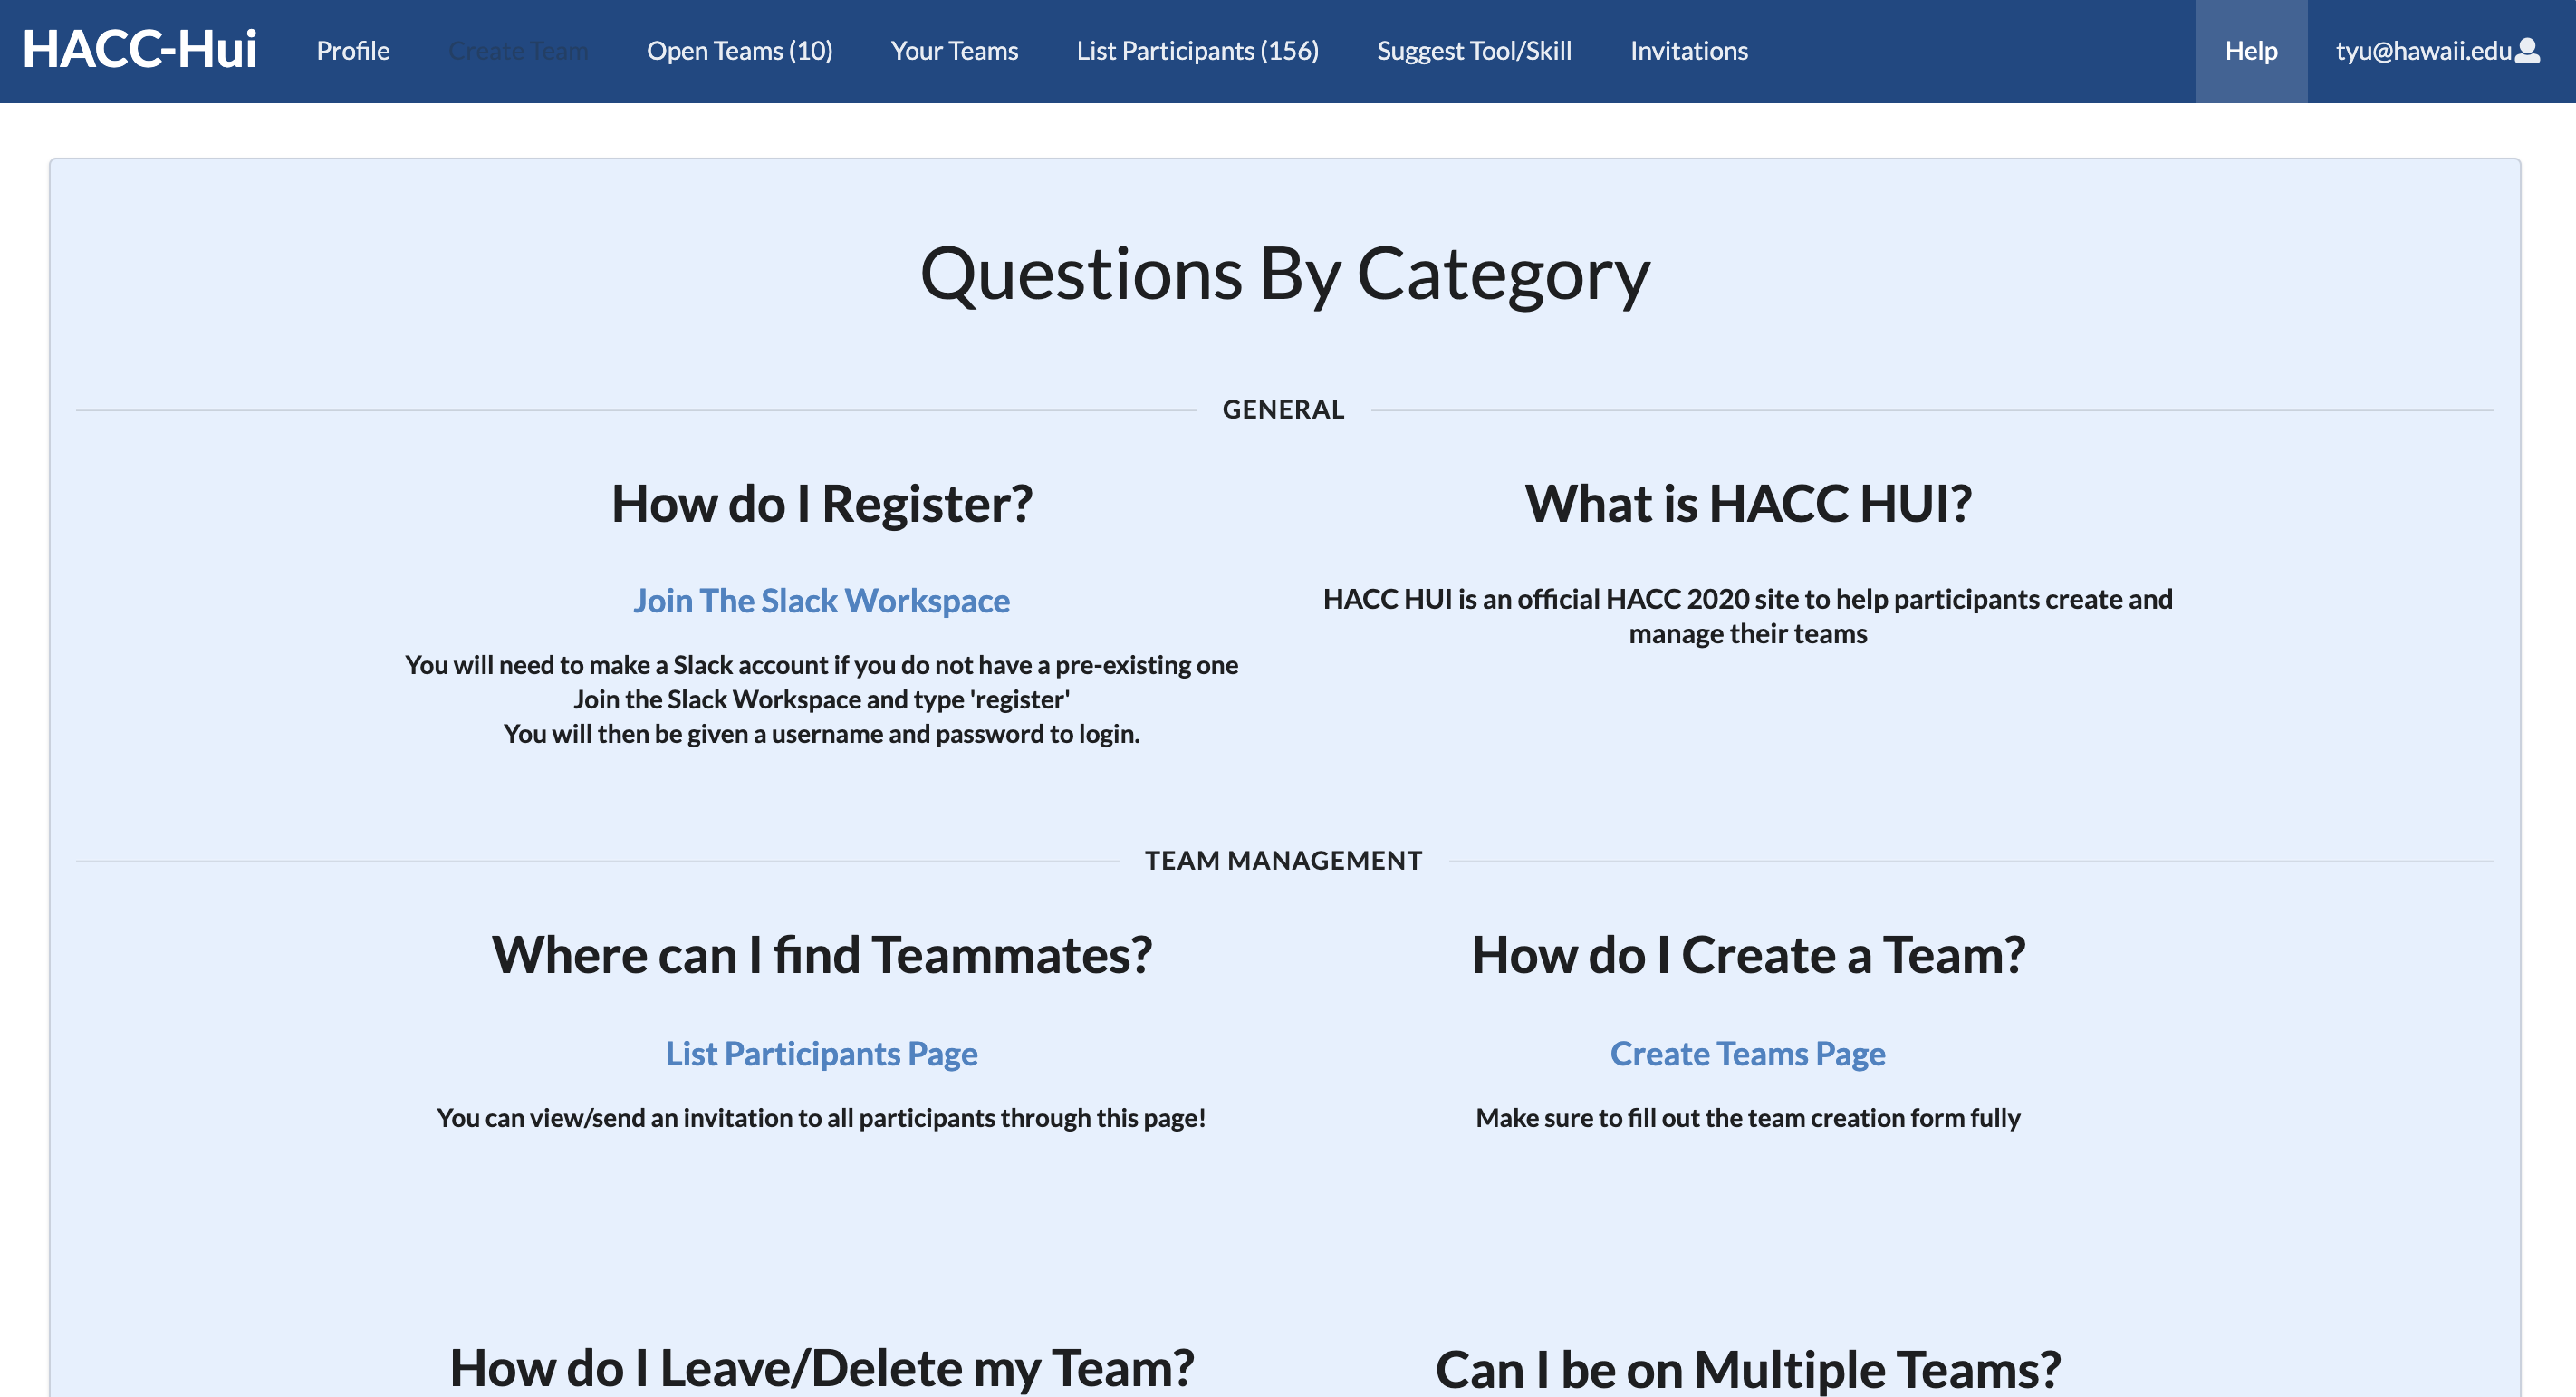 HACC-Hui Profile Create Team Open Teams (10) Your Teams List Participants (156) Suggest Tool/Skill Invitations Help tyu@hawaii.edu
Questions By Category
GENERAL
How do I Register?
Join The Slack Workspace
You will need to make a Slack account if you do not have a pre-existing one
Join the Slack Workspace and type 'register'
You will then be given a username and password to login.
What is HACC HUI?
HACC HUI is an official HACC 2020 site to help participants create and
manage their teams
TEAM MANAGEMENT
Where can I find Teammates?
List Participants Page
You can view/send an invitation to all participants through this page!
How do I Create a Team?
Create Teams Page
Make sure to fill out the team creation form fully
How do I Leave/Delete my Team?
Can I be on Multiple Teams?